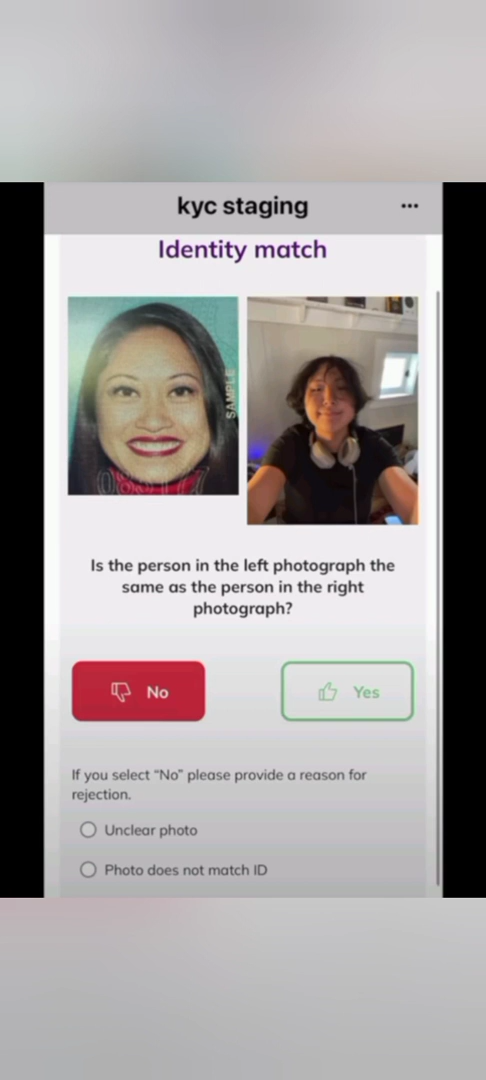 kyc staging
Identity match
SAMPLE
Is the person in the left photograph the
same as the person in the right
photograph?
No
Yes
If you select “No” please provide a reason for
rejection.
Unclear photo
Photo does not match ID